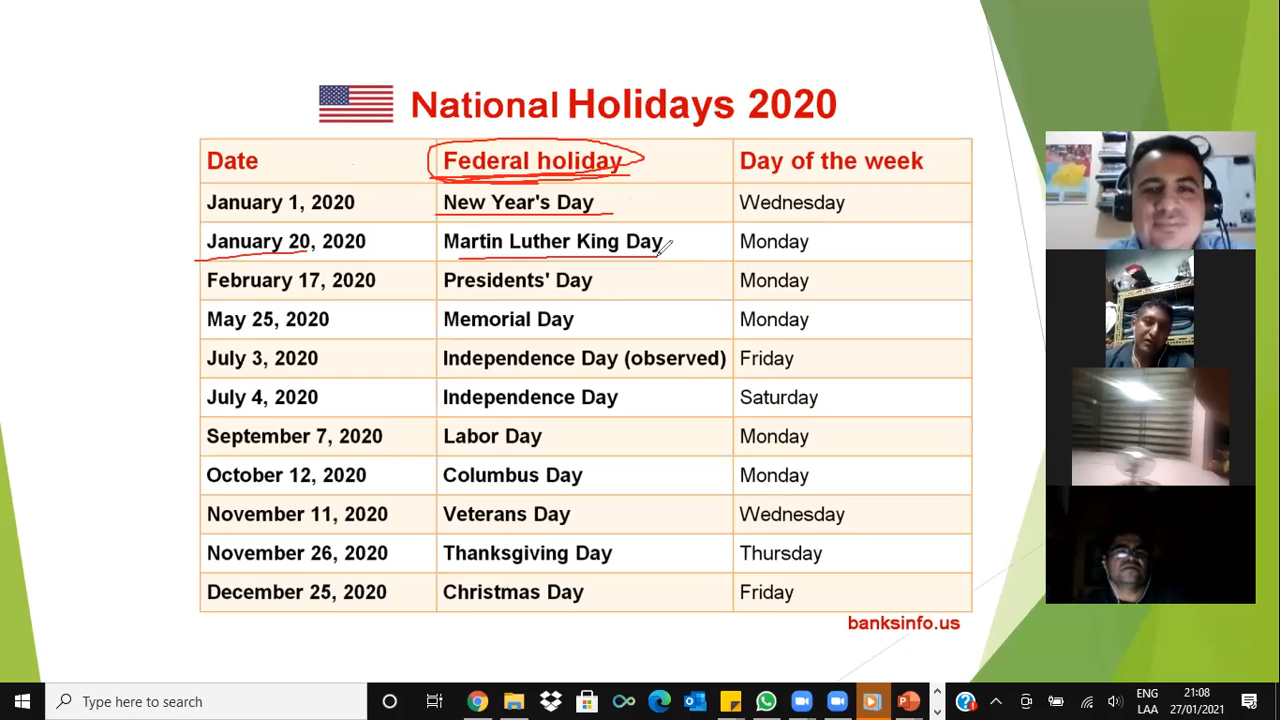 National Holidays 2020
Date Federal holiday Day of the week
January 1, 2020 New Year's Day Wednesday
January 20, 2020 Martin Luther King Day Monday
February 17, 2020 Presidents' Day Monday
May 25, 2020 Memorial Day Monday
July 3, 2020 Independence Day (observed) Friday
July 4, 2020 Independence Day Saturday
September 7, 2020 Labor Day Monday
October 12, 2020 Columbus Day Monday
November 11, 2020 Veterans Day Wednesday
November 26, 2020 Thanksgiving Day Thursday
December 25, 2020 Christmas Day Friday
banksinfo.us
Type here to search
ENG 21:08
LAA 27/01/2021